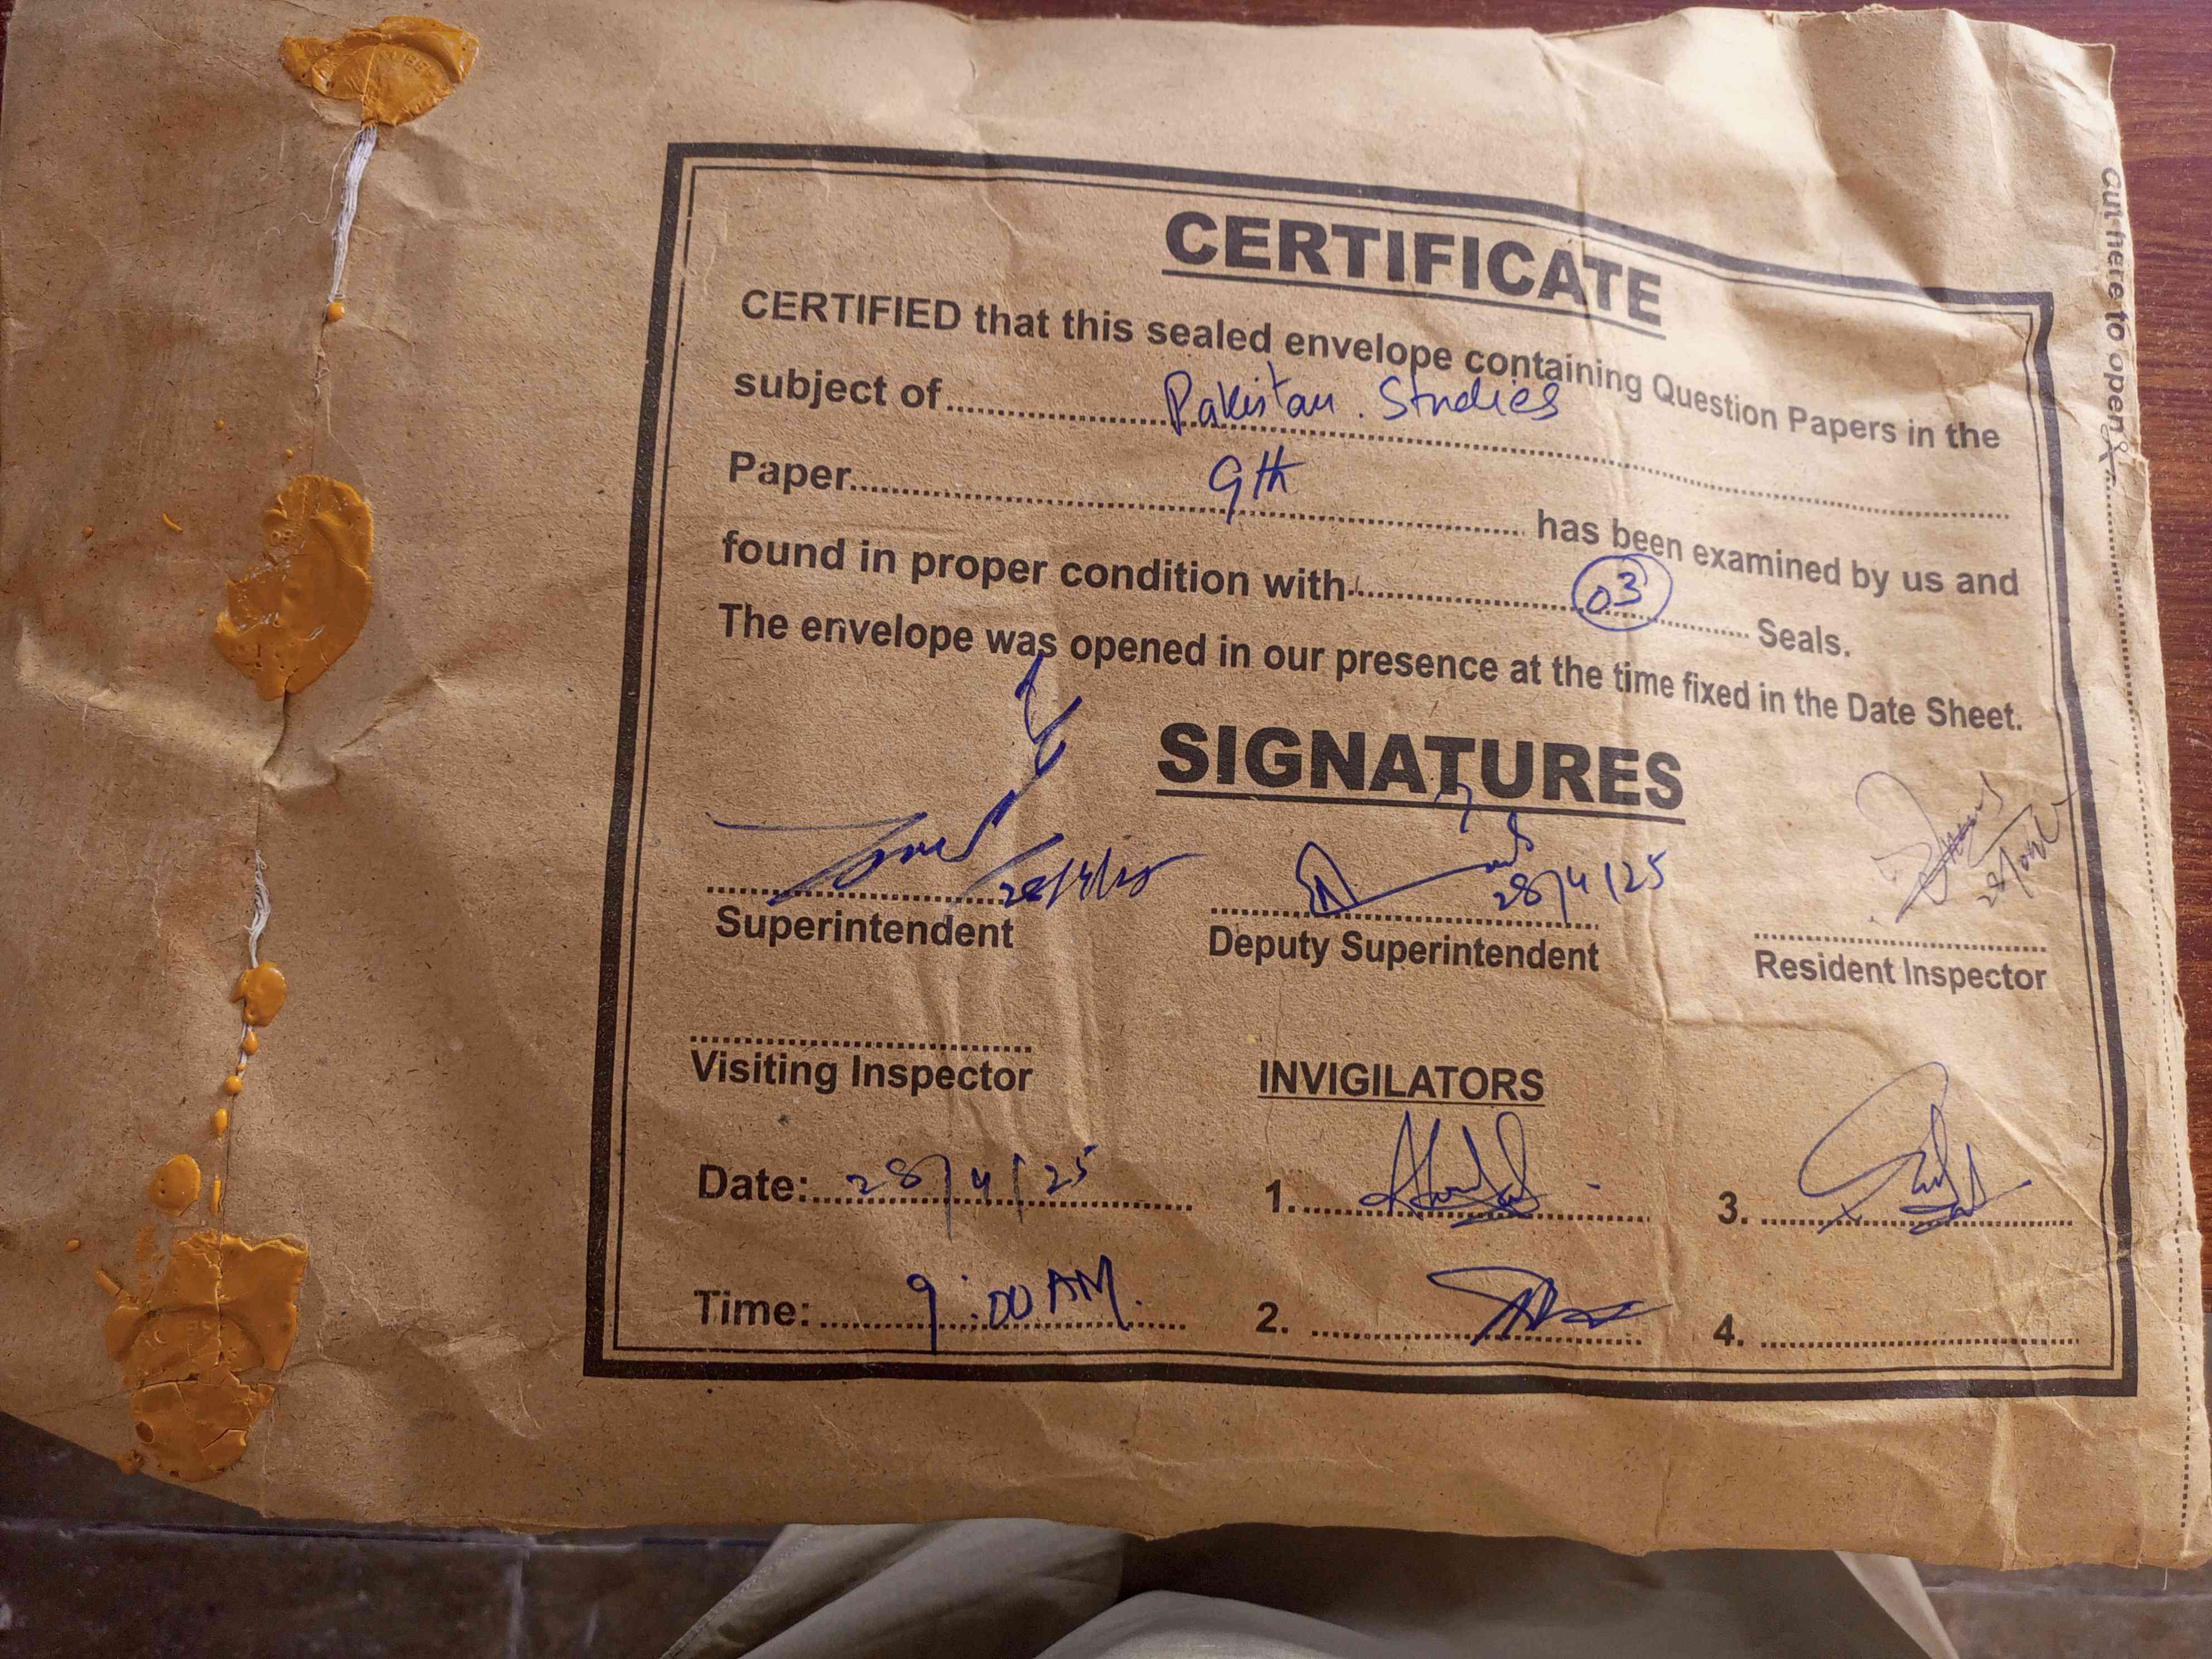 CERTIFICATE
CERTIFIED that this sealed envelope containing Question Papers in the
subject of Pakistan. Studies
Paper 9th has been examined by us and
found in proper condition with 03 Seals.
The envelope was opened in our presence at the time fixed in the Date Sheet.
SIGNATURES
28/4/25 28/4/25
Superintendent Deputy Superintendent Resident Inspector
Visiting Inspector INVIGILATORS
Date: 28/4/25 1. 3.
Time: 9:00 AM. 2. 4.
Cut here to open